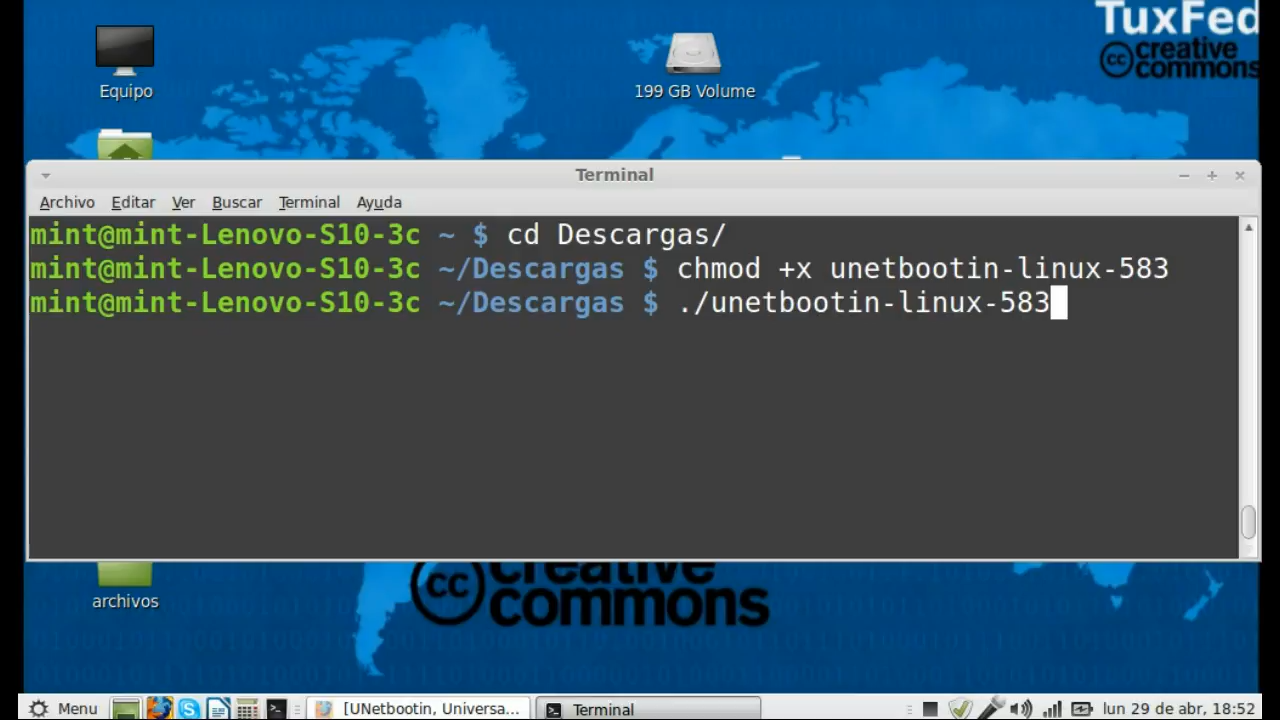 TuxFed
creative
commons
Equipo
199 GB Volume
Terminal
Archivo Editar Ver Buscar Terminal Ayuda
mint@mint-Lenovo-S10-3c ~ $ cd Descargas/
mint@mint-Lenovo-S10-3c ~/Descargas $ chmod +x unetbootin-linux-583
mint@mint-Lenovo-S10-3c ~/Descargas $ ./unetbootin-linux-583
cc creative
commons
archivos
Menu [UNetbootin, Universa... Terminal lun 29 de abr, 18:52